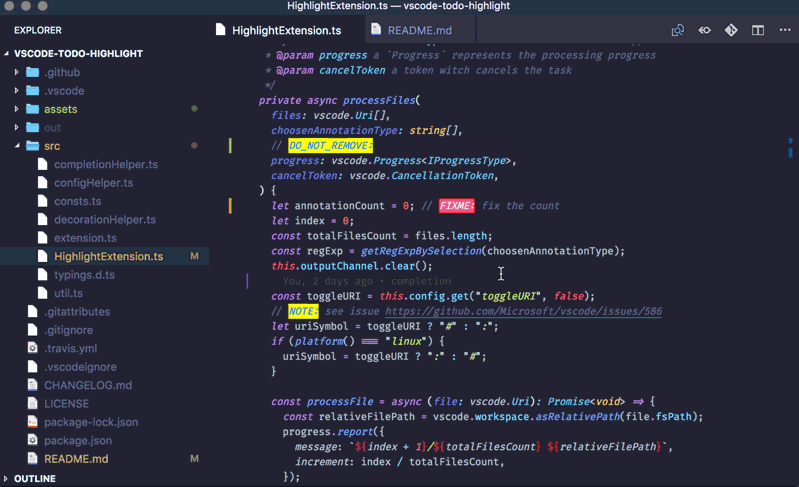 HighlightExtension.ts — vscode-todo-highlight
EXPLORER
HighlightExtension.ts
README.md
VSCODE-TODO-HIGHLIGHT
.github
.vscode
assets
out
src
completionHelper.ts
configHelper.ts
consts.ts
decorationHelper.ts
extension.ts
HighlightExtension.ts M
typings.d.ts
util.ts
.gitattributes
.gitignore
.travis.yml
.vscodeignore
CHANGELOG.md
LICENSE
package-lock.json
package.json
README.md M
OUTLINE
* @param progress a `Progress` represents the processing progress
* @param cancelToken a token witch cancels the task
*/
private async processFiles(
files: vscode.Uri[],
choosenAnnotationType: string[],
// DO_NOT_REMOVE:
progress: vscode.Progress<IProgressType>,
cancelToken: vscode.CancellationToken,
) {
let annotationCount = 0; // FIXME: fix the count
let index = 0;
const totalFilesCount = files.length;
const regExp = getRegExpBySelection(choosenAnnotationType);
this.outputChannel.clear();
You, 2 days ago • completion
const toggleURI = this.config.get("toggleURI", false);
// NOTE: see issue https://github.com/Microsoft/vscode/issues/586
let uriSymbol = toggleURI ? "#" : ":";
if (platform() === "linux") {
uriSymbol = toggleURI ? ":" : "#";
}
const processFile = async (file: vscode.Uri): Promise<void> => {
const relativeFilePath = vscode.workspace.asRelativePath(file.fsPath);
progress.report({
message: `${index + 1}/${totalFilesCount} ${relativeFilePath}`,
increment: index / totalFilesCount,
});